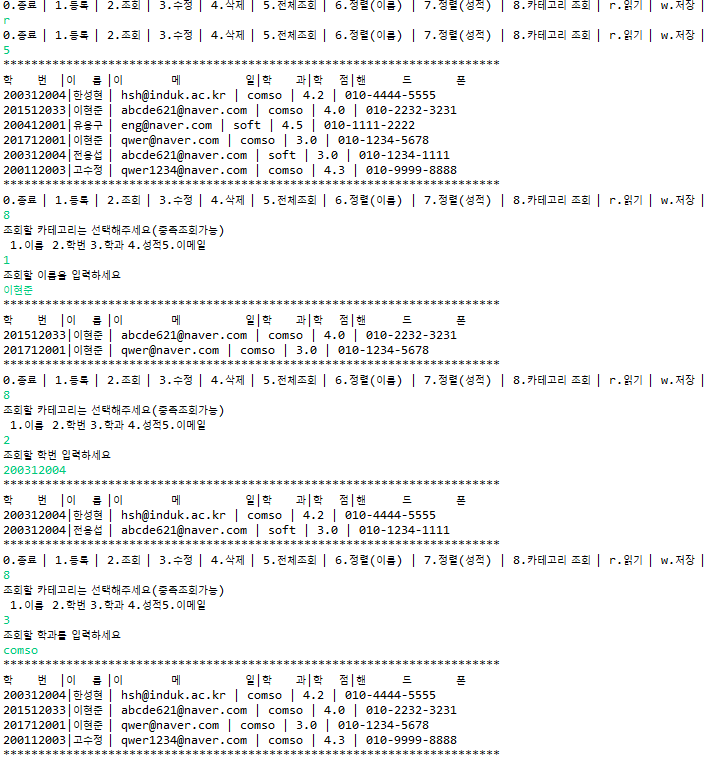 0.종료 | 1.등록 | 2.조회 | 3.수정 | 4.삭제 | 5.전체조회 | 6.정렬(이름) | 7.정렬(성적) | 8.카테고리 조회 | r.읽기 | w.저장 |
r
0.종료 | 1.등록 | 2.조회 | 3.수정 | 4.삭제 | 5.전체조회 | 6.정렬(이름) | 7.정렬(성적) | 8.카테고리 조회 | r.읽기 | w.저장 |
5
***********************************************************************
학 번 |이 름 |이 메 일|학 과|학 점|핸 드 폰
200312004|한성현 | hsh@induk.ac.kr | comso | 4.2 | 010-4444-5555
201512033|이현준 | abcde621@naver.com | comso | 4.0 | 010-2232-3231
200412001|유응구 | eng@naver.com | soft | 4.5 | 010-1111-2222
201712001|이현준 | qwer@naver.com | comso | 3.0 | 010-1234-5678
200312004|전응섭 | abcde621@naver.com | soft | 3.0 | 010-1234-1111
200112003|고수정 | qwer1234@naver.com | comso | 4.3 | 010-9999-8888
***********************************************************************
0.종료 | 1.등록 | 2.조회 | 3.수정 | 4.삭제 | 5.전체조회 | 6.정렬(이름) | 7.정렬(성적) | 8.카테고리 조회 | r.읽기 | w.저장 |
8
조회할 카테고리는 선택해주세요(중족조회가능)
1.이름 2.학번 3.학과 4.성적5.이메일
1
조회할 이름을 입력하세요
이현준
***********************************************************************
학 번 |이 름 |이 메 일|학 과|학 점|핸 드 폰
201512033|이현준 | abcde621@naver.com | comso | 4.0 | 010-2232-3231
201712001|이현준 | qwer@naver.com | comso | 3.0 | 010-1234-5678
***********************************************************************
0.종료 | 1.등록 | 2.조회 | 3.수정 | 4.삭제 | 5.전체조회 | 6.정렬(이름) | 7.정렬(성적) | 8.카테고리 조회 | r.읽기 | w.저장 |
8
조회할 카테고리는 선택해주세요(중족조회가능)
1.이름 2.학번 3.학과 4.성적5.이메일
2
조회할 학번 입력하세요
200312004
***********************************************************************
학 번 |이 름 |이 메 일|학 과|학 점|핸 드 폰
200312004|한성현 | hsh@induk.ac.kr | comso | 4.2 | 010-4444-5555
200312004|전응섭 | abcde621@naver.com | soft | 3.0 | 010-1234-1111
***********************************************************************
0.종료 | 1.등록 | 2.조회 | 3.수정 | 4.삭제 | 5.전체조회 | 6.정렬(이름) | 7.정렬(성적) | 8.카테고리 조회 | r.읽기 | w.저장 |
8
조회할 카테고리는 선택해주세요(중족조회가능)
1.이름 2.학번 3.학과 4.성적5.이메일
3
조회할 학과를 입력하세요
comso
***********************************************************************
학 번 |이 름 |이 메 일|학 과|학 점|핸 드 폰
200312004|한성현 | hsh@induk.ac.kr | comso | 4.2 | 010-4444-5555
201512033|이현준 | abcde621@naver.com | comso | 4.0 | 010-2232-3231
201712001|이현준 | qwer@naver.com | comso | 3.0 | 010-1234-5678
200112003|고수정 | qwer1234@naver.com | comso | 4.3 | 010-9999-8888
***********************************************************************